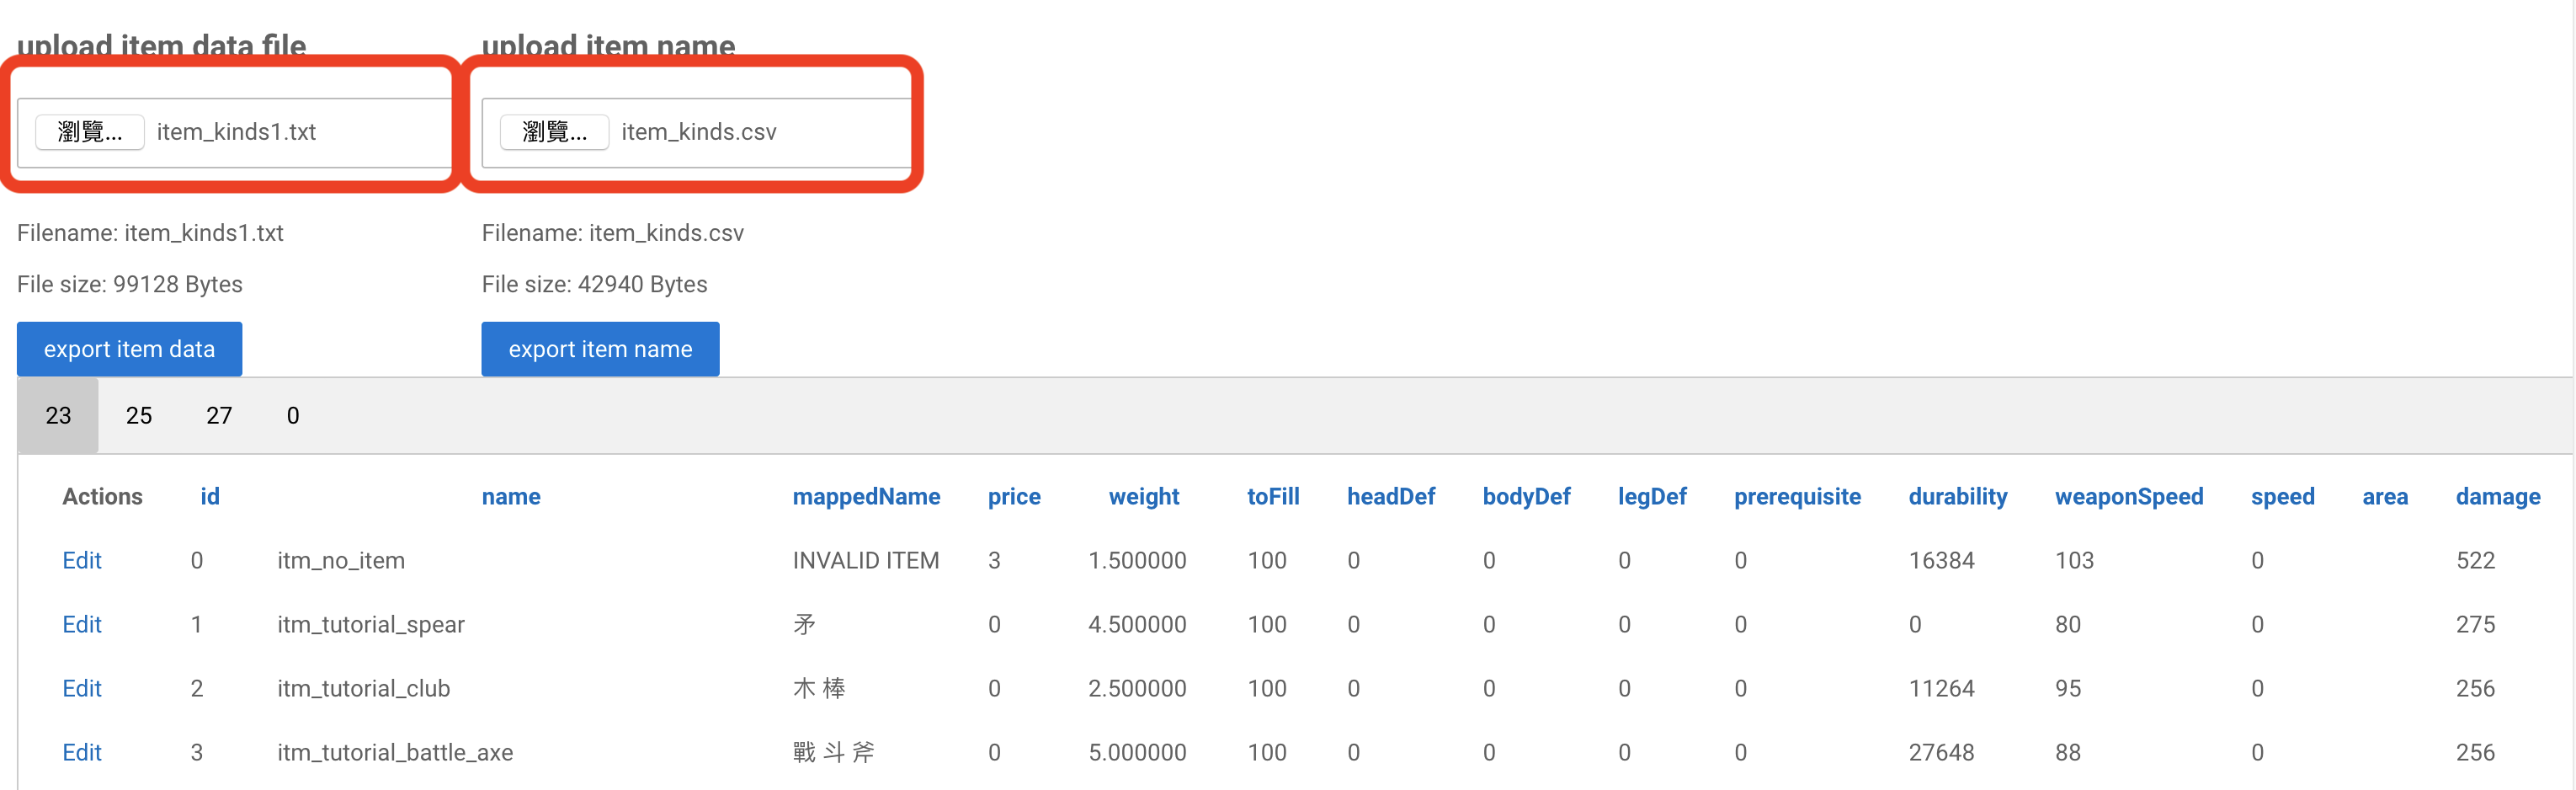 upload item data file
upload item name
瀏覽... item_kinds1.txt
瀏覽... item_kinds.csv
Filename: item_kinds1.txt
Filename: item_kinds.csv
File size: 99128 Bytes
File size: 42940 Bytes
export item data
export item name
23 25 27 0
Actions id name mappedName price weight toFill headDef bodyDef legDef prerequisite durability weaponSpeed speed area damage
Edit 0 itm_no_item INVALID ITEM 3 1.500000 100 0 0 0 0 16384 103 0 522
Edit 1 itm_tutorial_spear 矛 0 4.500000 100 0 0 0 0 0 80 0 275
Edit 2 itm_tutorial_club 木 棒 0 2.500000 100 0 0 0 0 11264 95 0 256
Edit 3 itm_tutorial_battle_axe 戰 斗 斧 0 5.000000 100 0 0 0 0 27648 88 0 256